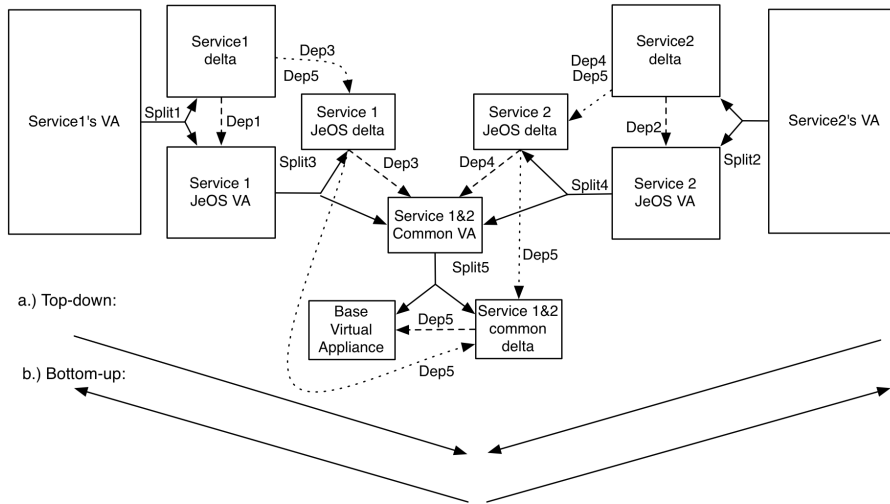 Service1's VA
Service1
delta
Split1
Dep1
Service 1
JeOS VA
Dep3
Dep5
Service 1
JeOS delta
Split3
Dep3
Service 2
JeOS delta
Dep4
Dep4
Dep5
Service2
delta
Dep2
Service 2
JeOS VA
Split2
Service2's VA
Split4
Service 1&2
Common VA
Split5
Dep5
Base
Virtual
Appliance
Dep5
Service 1&2
common
delta
Dep5
a.) Top-down:
b.) Bottom-up: